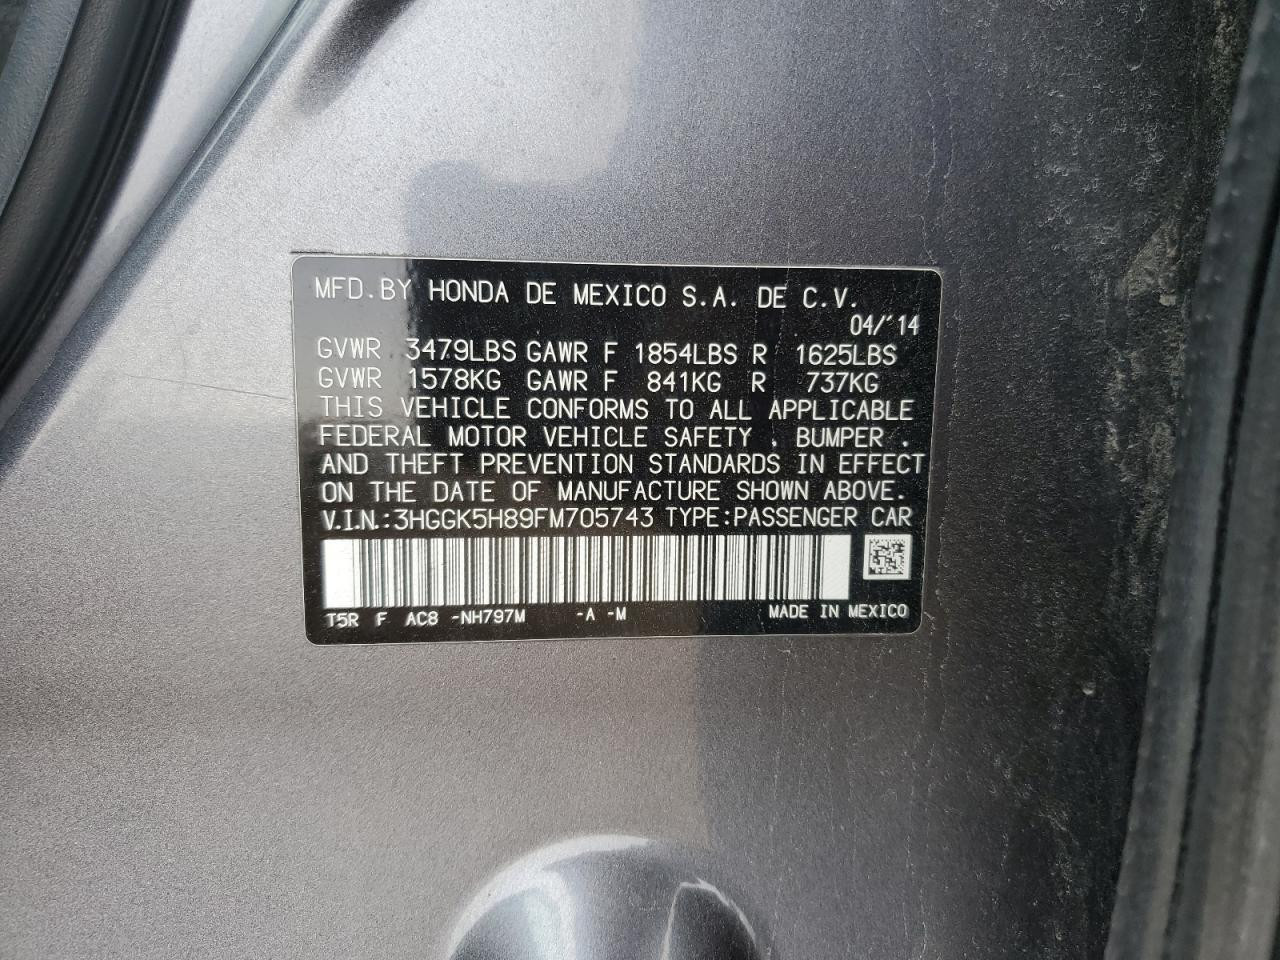 MFD.BY HONDA DE MEXICO S.A. DE C.V.
04/'14
GVWR 3479LBS GAWR F 1854LBS R 1625LBS
GVWR 1578KG GAWR F 841KG R 737KG
THIS VEHICLE CONFORMS TO ALL APPLICABLE
FEDERAL MOTOR VEHICLE SAFETY , BUMPER ,
AND THEFT PREVENTION STANDARDS IN EFFECT
ON THE DATE OF MANUFACTURE SHOWN ABOVE.
V.I.N.:3HGGK5H89FM705743 TYPE:PASSENGER CAR
T5R F AC8 -NH797M -A -M MADE IN MEXICO